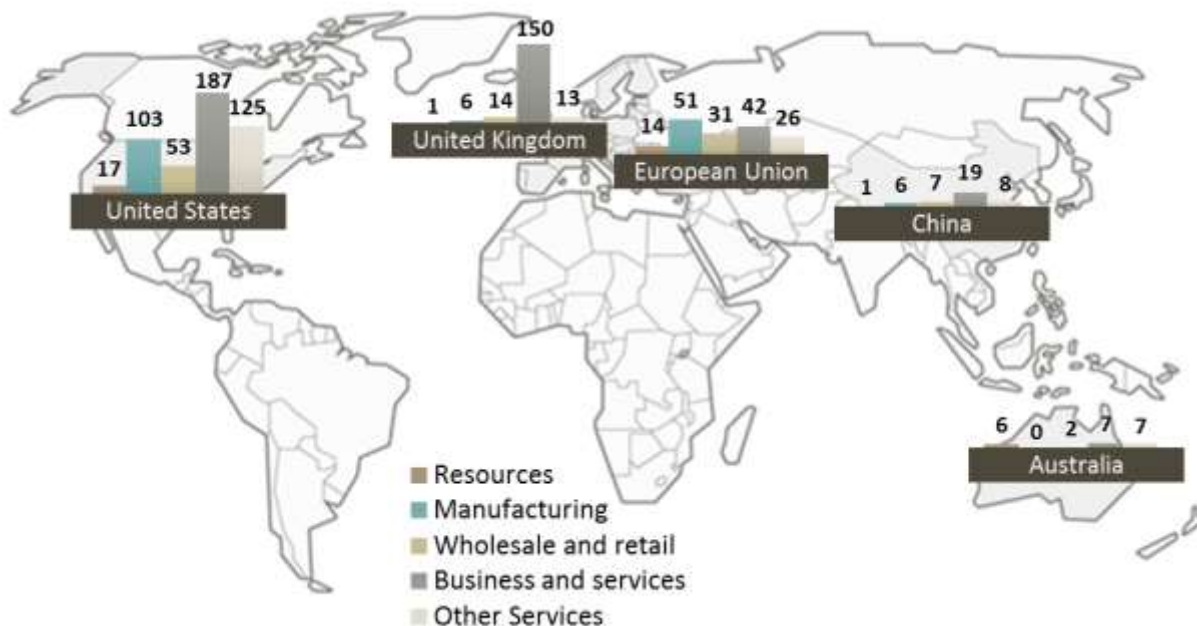 150
187
1 6 14 13
125
103
51
42
31
26
14
53
17
United Kingdom
European Union
19
1 6 7 8
United States
China
6 0 2 7 7
Australia
Resources
Manufacturing
Wholesale and retail
Business and services
Other Services